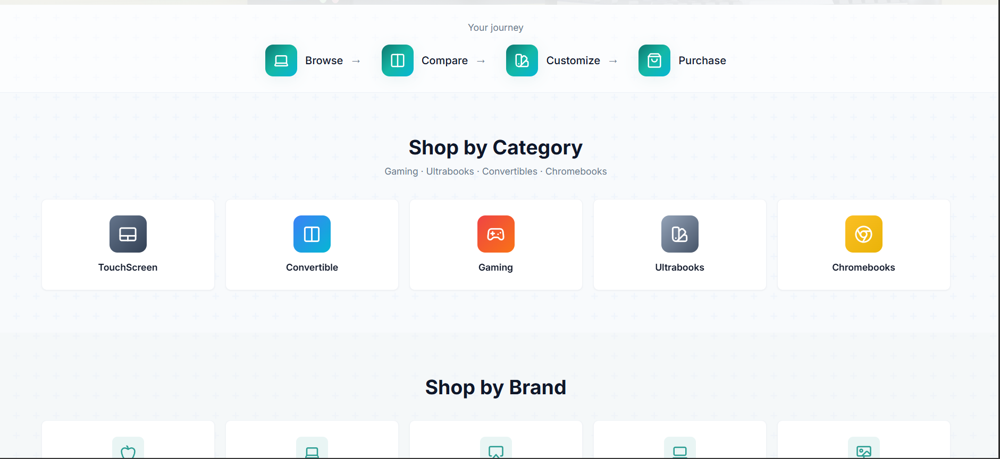 Your journey
Browse → Compare → Customize → Purchase
Shop by Category
Gaming · Ultrabooks · Convertibles · Chromebooks
TouchScreen Convertible Gaming Ultrabooks Chromebooks
Shop by Brand